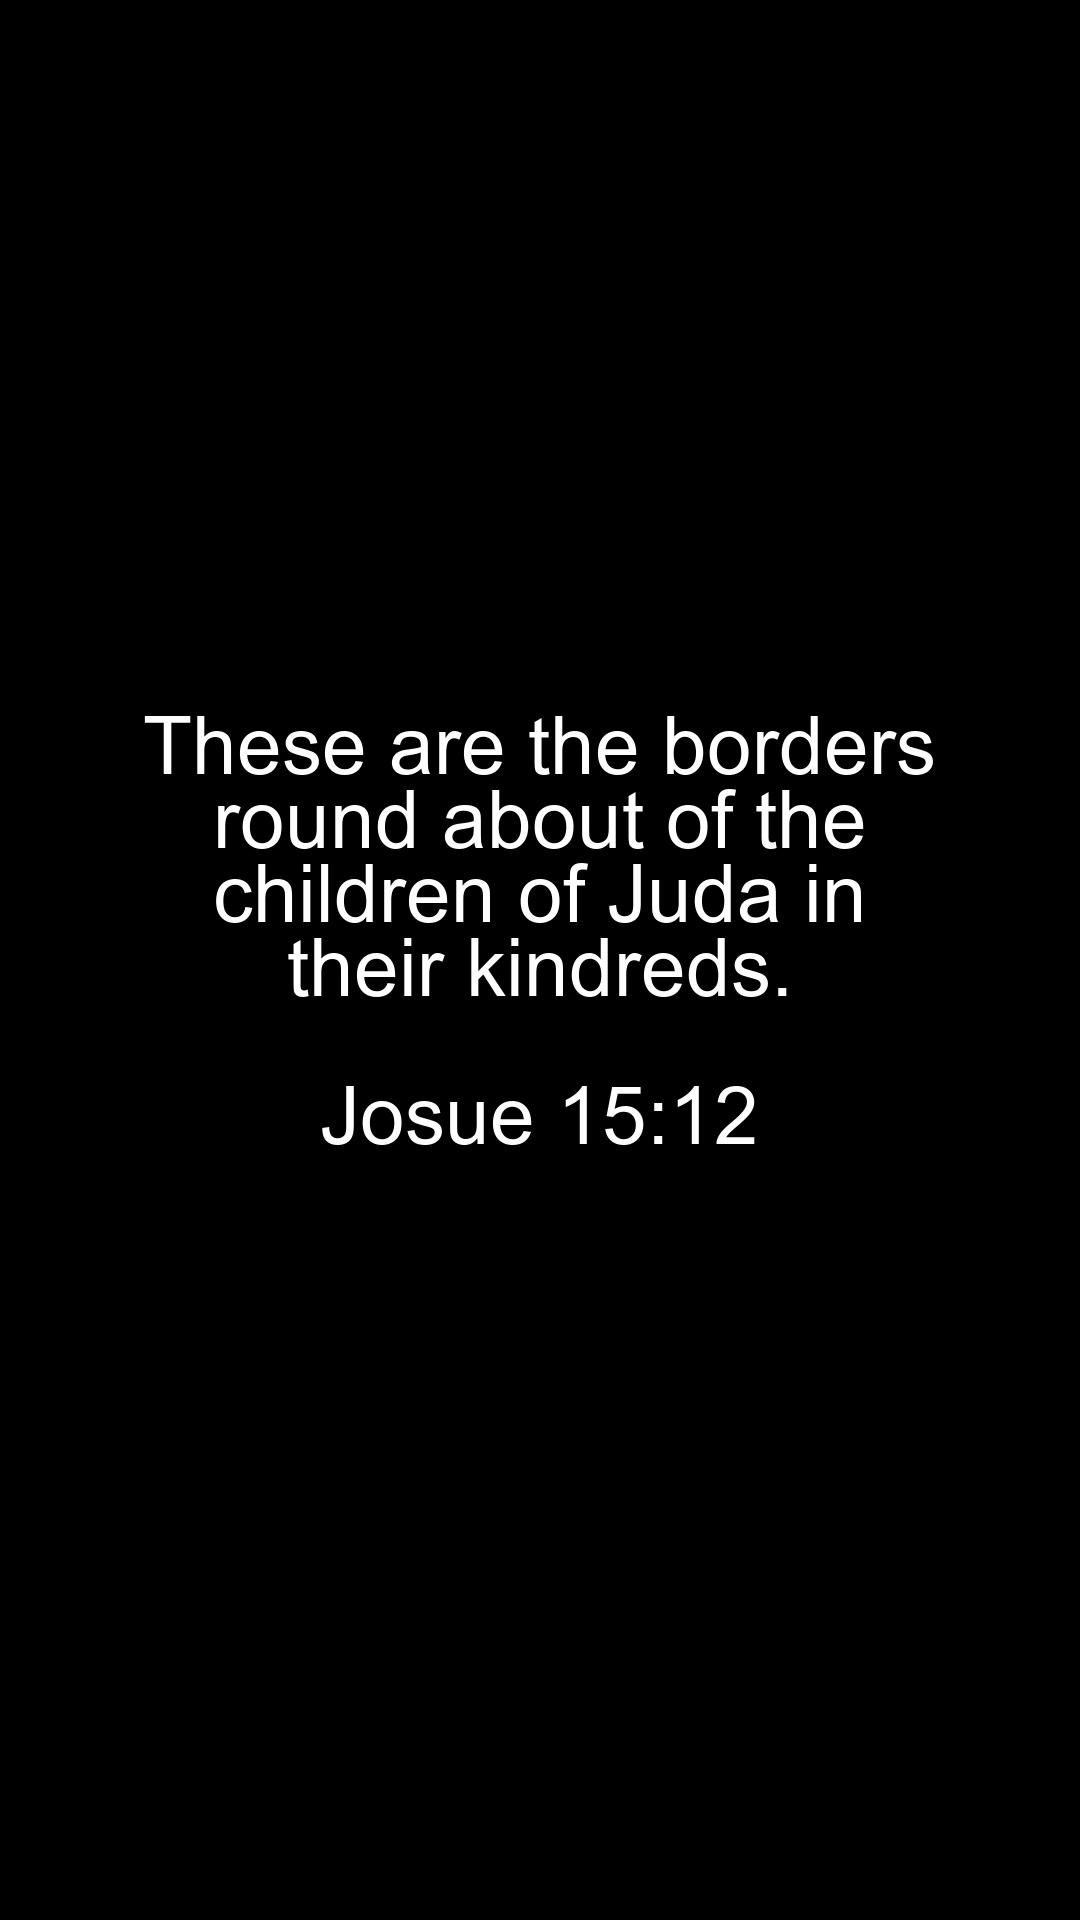 These are the borders
round about of the
children of Juda in
their kindreds.
Josue 15:12